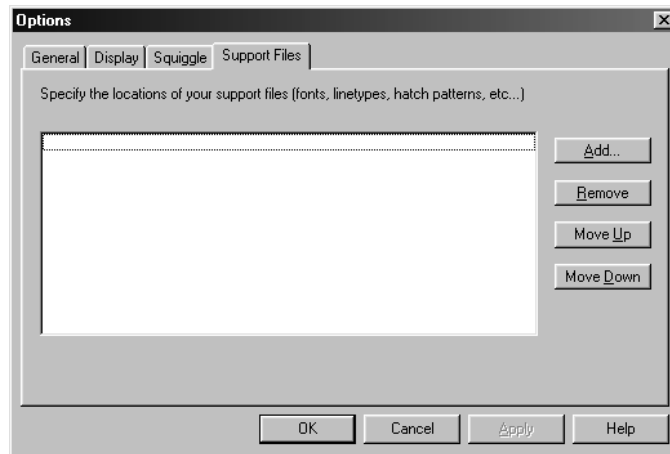 Options
General Display Squiggle Support Files
Specify the locations of your support files (fonts, linetypes, hatch patterns, etc...)
Add...
Remove
Move Up
Move Down
OK Cancel Apply Help